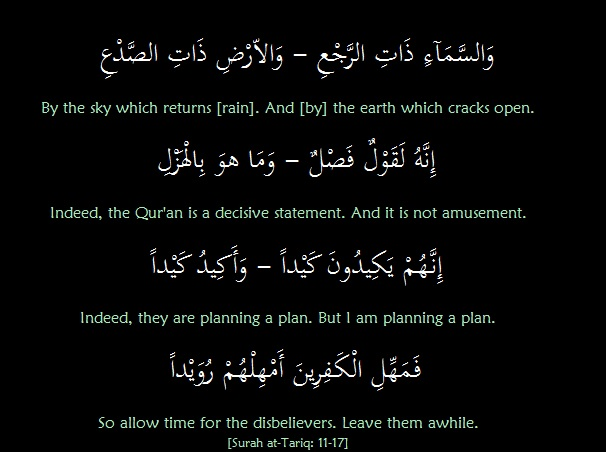 وَالسَّمَآءِ ذَاتِ الرَّجْعِ – وَالاّرْضِ ذَاتِ الصَّدْعِ
By the sky which returns [rain]. And [by] the earth which cracks open.
إِنَّهُ لَقَوْلٌ فَصْلٌ – وَمَا هوَ بِالْهَزْلِ
Indeed, the Qur'an is a decisive statement. And it is not amusement.
إِنَّهُمْ يَكِيدُونَ كَيْداً – وَأَكِيدُ كَيْداً
Indeed, they are planning a plan. But I am planning a plan.
فَمَهِّلِ الْكَفِرِينَ أَمْهِلْهُمْ رُوَيْداً
So allow time for the disbelievers. Leave them awhile.
[Surah at-Tariq: 11-17]